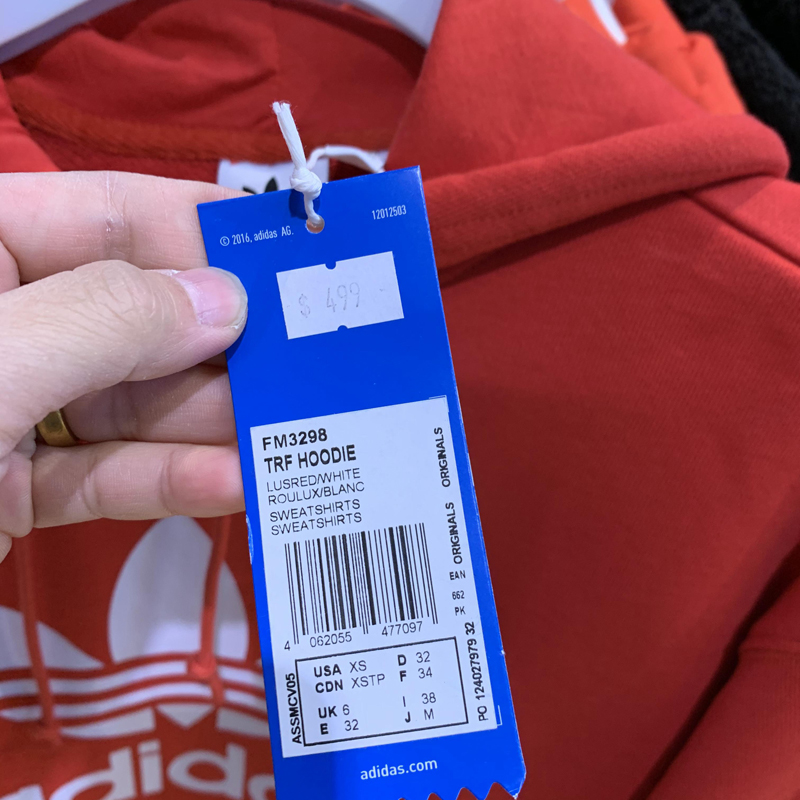 © 2016, adidas AG.
12012503
$ 499
FM3298
TRF HOODIE
LUSRED/WHITE
ROULUX/BLANC
SWEATSHIRTS
SWEATSHIRTS
ORIGINALS
ORIGINALS
EAN
662
PK
4 062055 477097
ASSMCV05
USA XS D 32
CDN XSTP F 34
UK 6 I 38
E 32 J M
PO 124027979 32
adidas.com
adidas